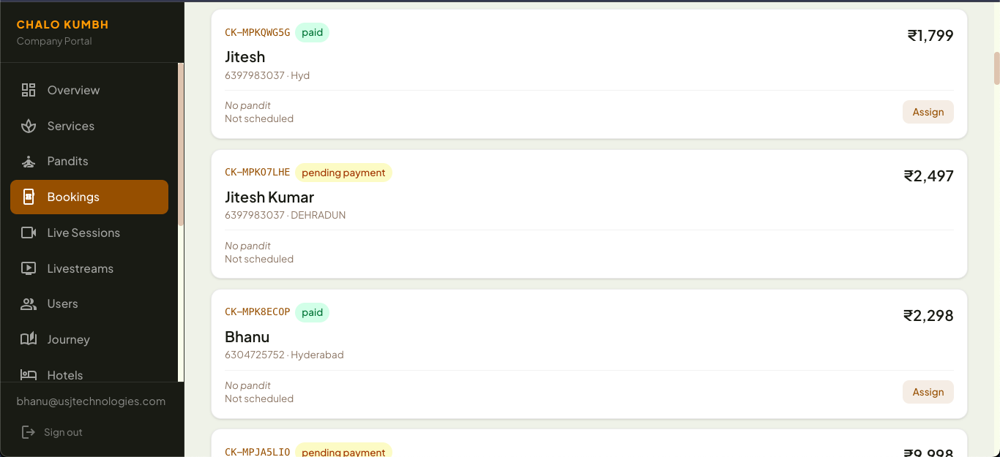 CHALO KUMBH
Company Portal
Overview
Services
Pandits
Bookings
Live Sessions
Livestreams
Users
Journey
Hotels
bhanu@usjtechnologies.com
Sign out
CK-MPKQWG5G paid ₹1,799
Jitesh
6397983037 · Hyd
No pandit
Not scheduled
Assign
CK-MPKO7LHE pending payment ₹2,497
Jitesh Kumar
6397983037 · DEHRADUN
No pandit
Not scheduled
CK-MPK8ECOP paid ₹2,298
Bhanu
6304725752 · Hyderabad
No pandit
Not scheduled
Assign
CK-MPJA5LIO pending payment ₹9,998